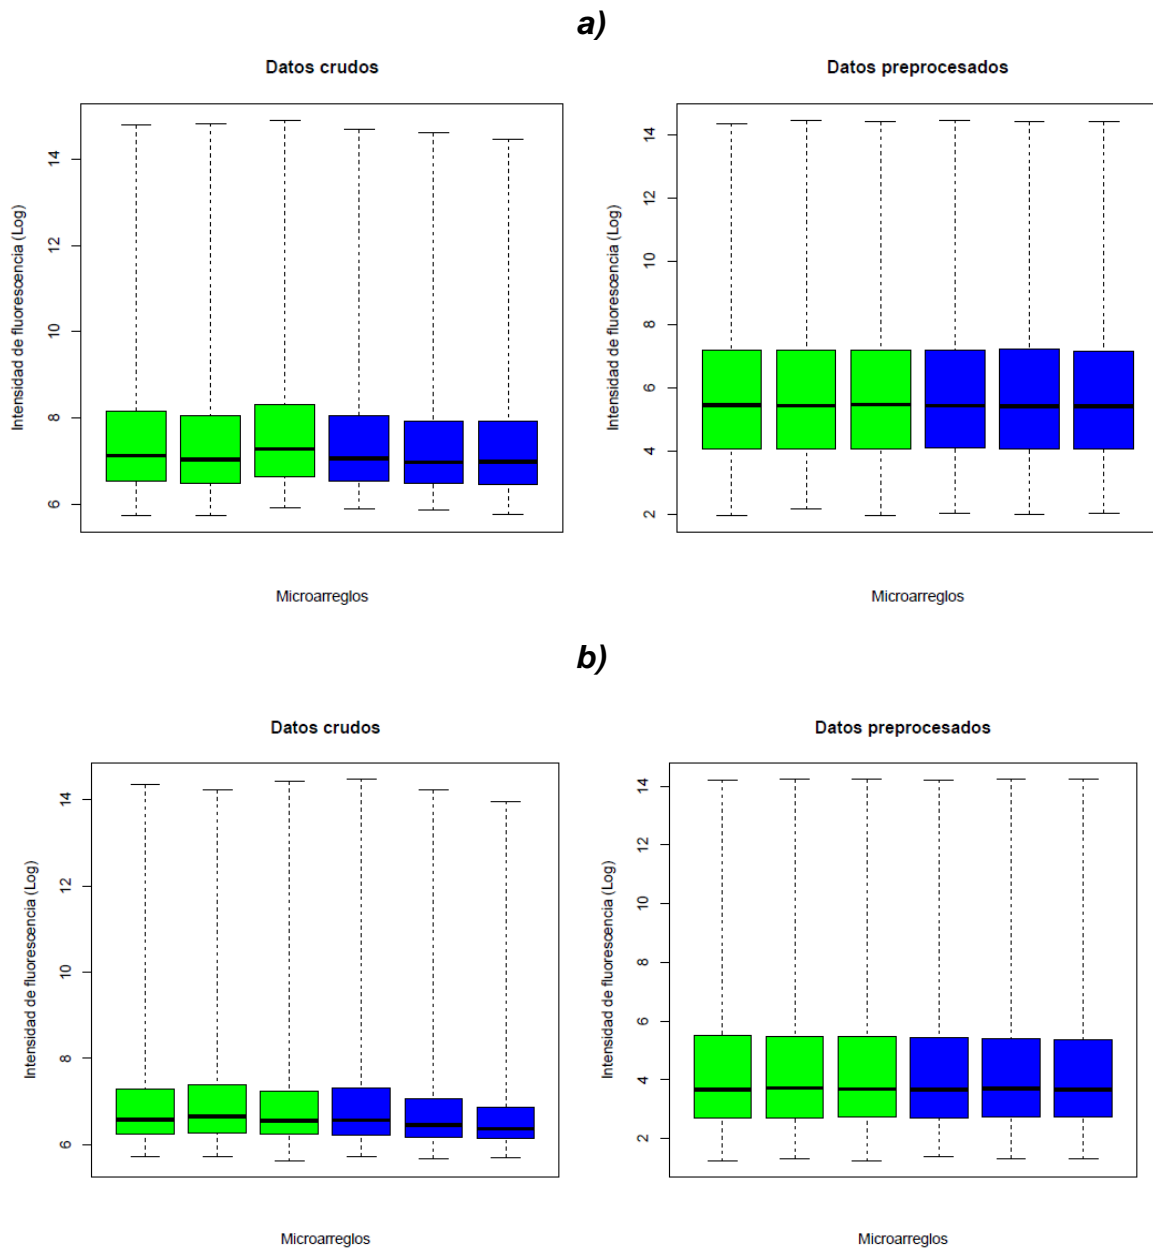 a)
Datos crudos
Intensidad de fluorescencia (Log)
14
12
10
8
6
Microarreglos
Datos preprocesados
Intensidad de fluorescencia (Log)
14
12
10
8
6
4
2
Microarreglos
b)
Datos crudos
Intensidad de fluorescencia (Log)
14
12
10
8
6
Microarreglos
Datos preprocesados
Intensidad de fluorescencia (Log)
14
12
10
8
6
4
2
Microarreglos